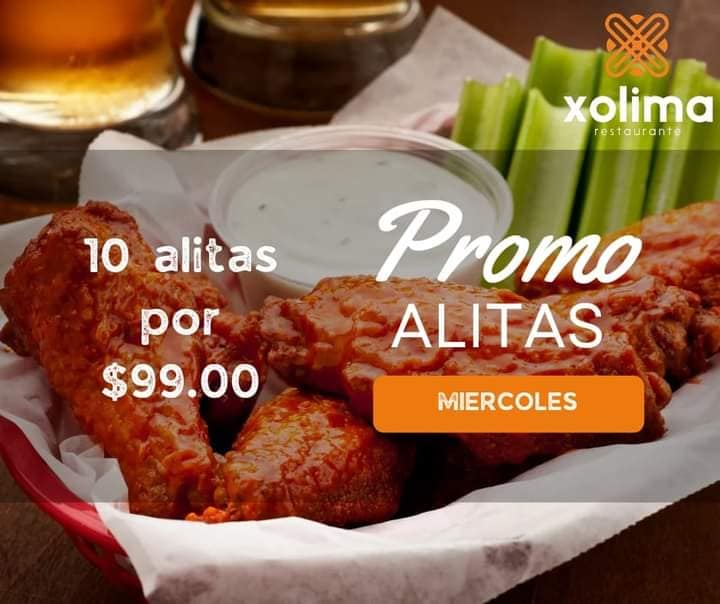 xolima
restaurante
10 alitas
por
$99.00
Promo
ALITAS
MIERCOLES